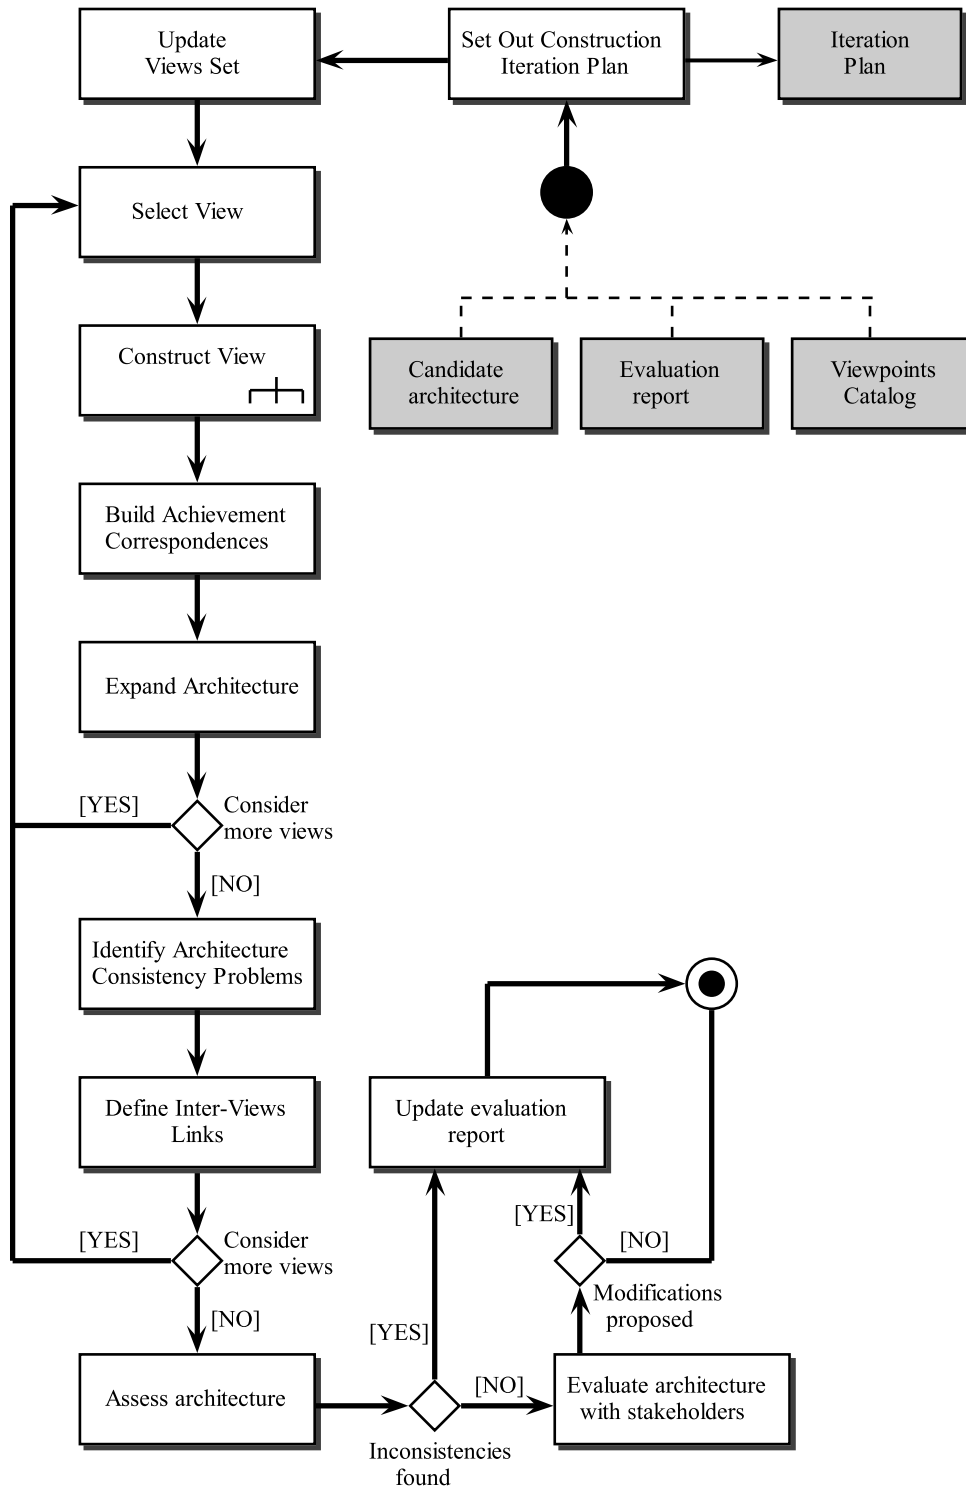 Update
Views Set
Set Out Construction
Iteration Plan
Iteration
Plan
Select View
Construct View
Candidate
architecture
Evaluation
report
Viewpoints
Catalog
Build Achievement
Correspondences
Expand Architecture
[YES]
Consider
more views
[NO]
Identify Architecture
Consistency Problems
Define Inter-Views
Links
Update evaluation
report
[YES]
Consider
more views
[YES]
[NO]
[NO]
Modifications
proposed
[YES]
Assess architecture
[NO]
Evaluate architecture
with stakeholders
Inconsistencies
found